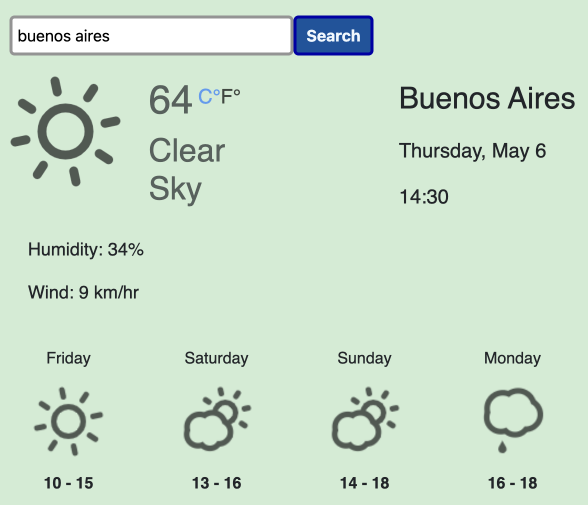 buenos aires
Search
64 C°F°
Clear
Sky
Buenos Aires
Thursday, May 6
14:30
Humidity: 34%
Wind: 9 km/hr
Friday
Saturday
Sunday
Monday
10 - 15
13 - 16
14 - 18
16 - 18